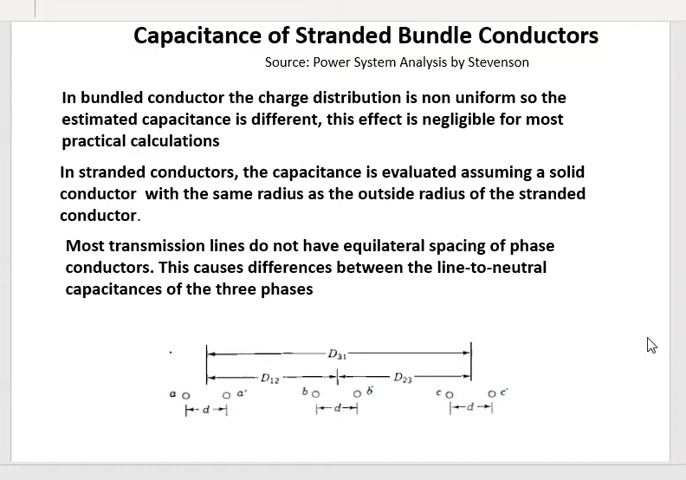 Capacitance of Stranded Bundle Conductors
Source: Power System Analysis by Stevenson
In bundled conductor the charge distribution is non uniform so the
estimated capacitance is different, this effect is negligible for most
practical calculations
In stranded conductors, the capacitance is evaluated assuming a solid
conductor with the same radius as the outside radius of the stranded
conductor.
Most transmission lines do not have equilateral spacing of phase
conductors. This causes differences between the line-to-neutral
capacitances of the three phases
D31
D12 D23
a a' b b' c c'
d d d